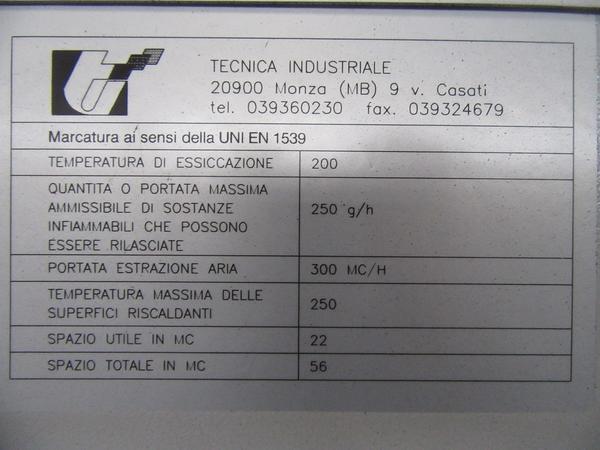 TECNICA INDUSTRIALE
20900 Monza (MB) 9 v. Casati
tel. 039360230 fax. 039324679
Marcatura ai sensi della UNI EN 1539
TEMPERATURA DI ESSICCAZIONE 200
QUANTITA O PORTATA MASSIMA
AMMISSIBILE DI SOSTANZE
INFIAMMABILI CHE POSSONO
ESSERE RILASCIATE
250 g/h
PORTATA ESTRAZIONE ARIA 300 MC/H
TEMPERATURA MASSIMA DELLE
SUPERFICI RISCALDANTI
250
SPAZIO UTILE IN MC 22
SPAZIO TOTALE IN MC 56